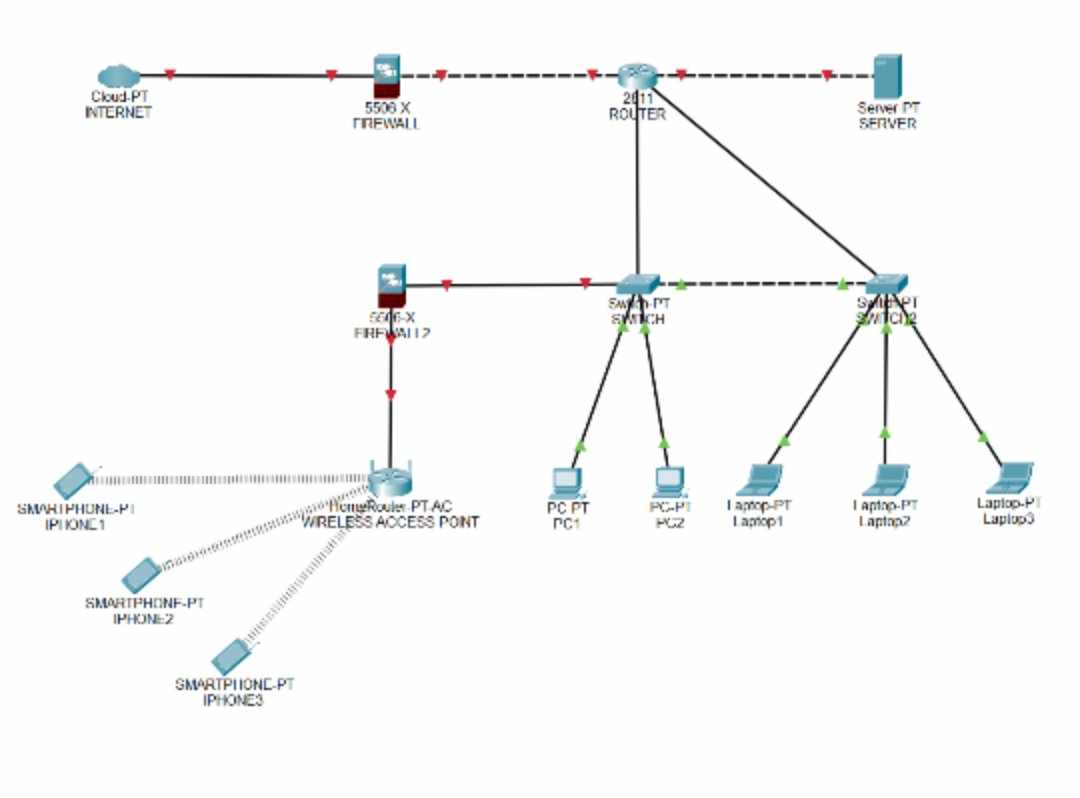 Cloud-PT
INTERNET
5506-X
FIREWALL
2811
ROUTER
Server-PT
SERVER
5506-X
FIREWALL2
Switch-PT
SWITCH
Switch-PT
SWITCH2
SMARTPHONE-PT
IPHONE1
HomeRouter-PT-AC
WIRELESS ACCESS POINT
PC-PT
PC1
PC-PT
PC2
Laptop-PT
Laptop1
Laptop-PT
Laptop2
Laptop-PT
Laptop3
SMARTPHONE-PT
IPHONE2
SMARTPHONE-PT
IPHONE3